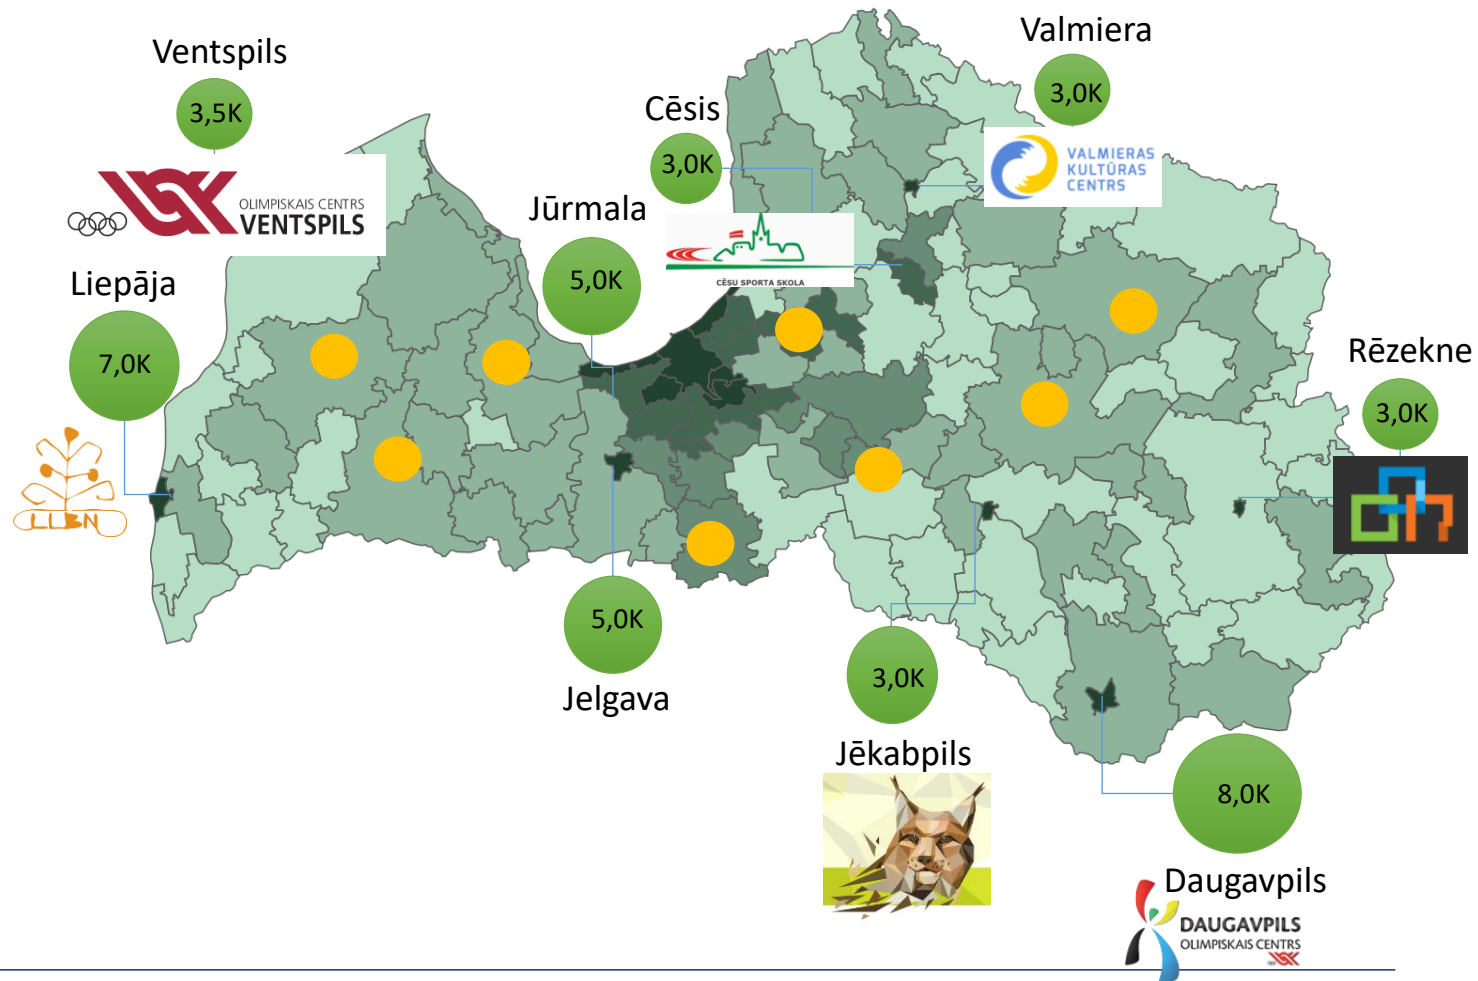 Ventspils
3,5K
OLIMPISKAIS CENTRS
VENTSPILS
Valmiera
3,0K
VALMIERAS
KULTŪRAS
CENTRS
Cēsis
3,0K
CĒSU SPORTA SKOLA
Jūrmala
5,0K
Liepāja
7,0K
LLBN
Rēzekne
3,0K
5,0K
Jelgava
3,0K
Jēkabpils
8,0K
Daugavpils
DAUGAVPILS
OLIMPISKAIS CENTRS